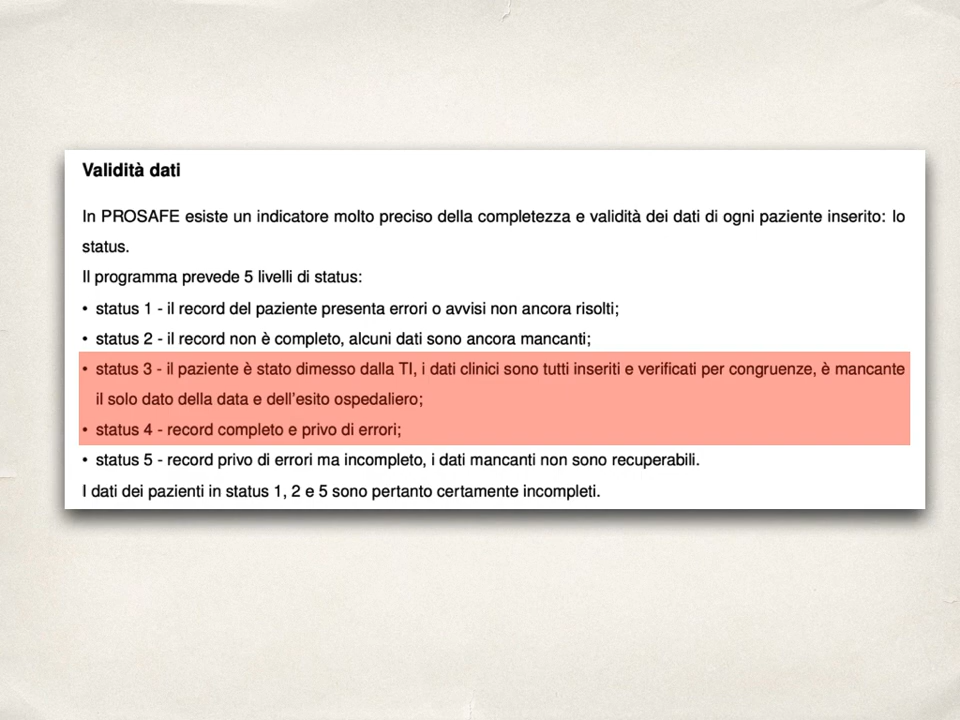 Validità dati
In PROSAFE esiste un indicatore molto preciso della completezza e validità dei dati di ogni paziente inserito: lo
status.
Il programma prevede 5 livelli di status:
• status 1 - il record del paziente presenta errori o avvisi non ancora risolti;
• status 2 - il record non è completo, alcuni dati sono ancora mancanti;
• status 3 - il paziente è stato dimesso dalla TI, i dati clinici sono tutti inseriti e verificati per congruenze, è mancante
il solo dato della data e dell'esito ospedaliero;
• status 4 - record completo e privo di errori;
• status 5 - record privo di errori ma incompleto, i dati mancanti non sono recuperabili.
I dati dei pazienti in status 1, 2 e 5 sono pertanto certamente incompleti.